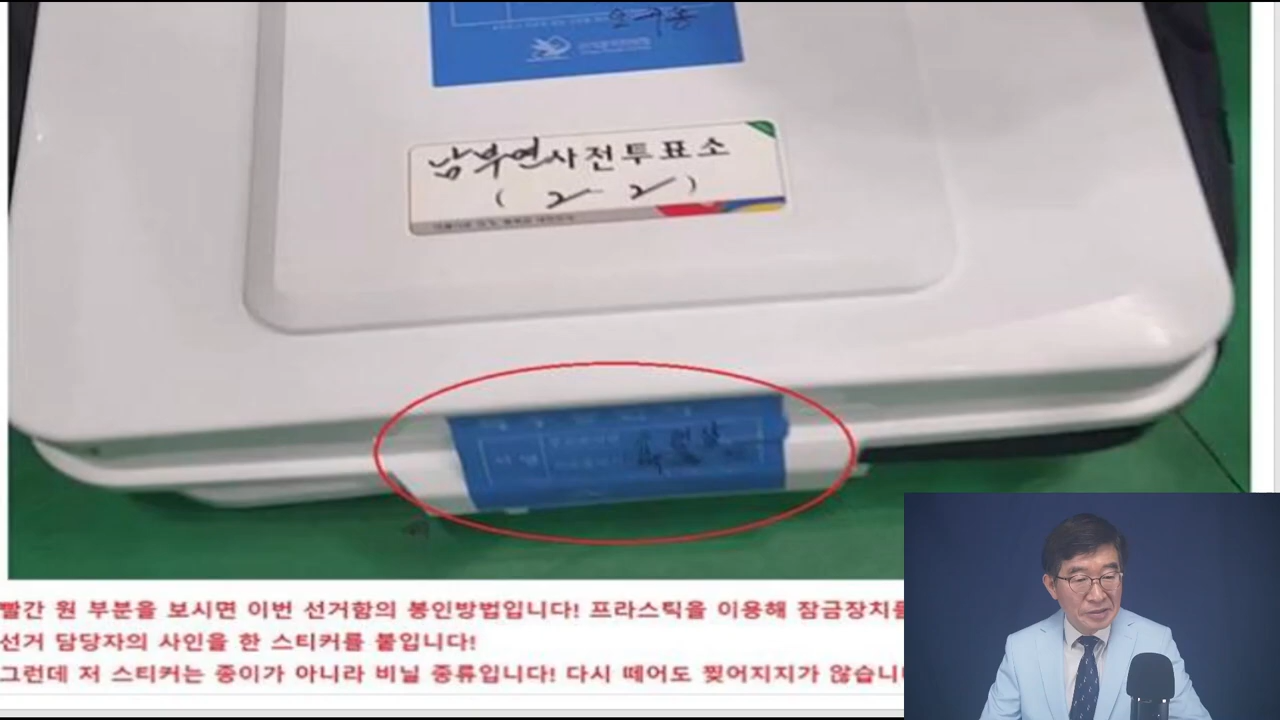 남부면사전투표소
( 2 - 2 )
빨간 원 부분을 보시면 이번 선거함의 봉인방법입니다! 프라스틱을 이용해 잠금장치를
선거 담당자의 사인을 한 스티커를 붙입니다!
그런데 저 스티커는 종이가 아니라 비닐 종류입니다! 다시 떼어도 찢어지지가 않습니